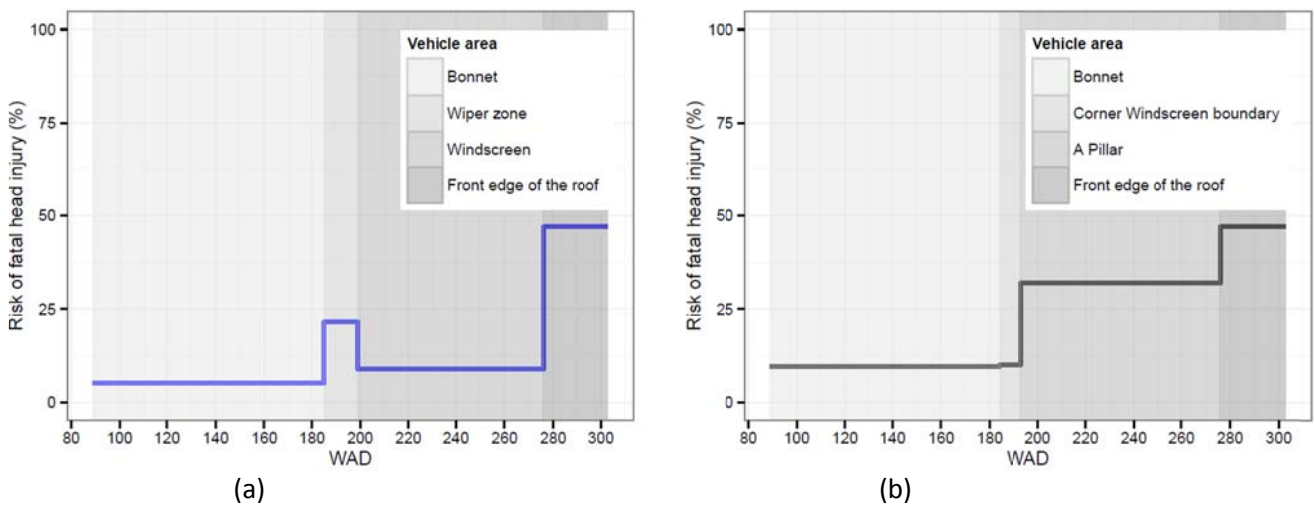 100
75
50
25
0
Risk of fatal head injury (%)
80 100 120 140 160 180 200 220 240 260 280 300
WAD
Vehicle area
Bonnet
Wiper zone
Windscreen
Front edge of the roof
(a)
100
75
50
25
0
Risk of fatal head injury (%)
80 100 120 140 160 180 200 220 240 260 280 300
WAD
Vehicle area
Bonnet
Corner Windscreen boundary
A Pillar
Front edge of the roof
(b)